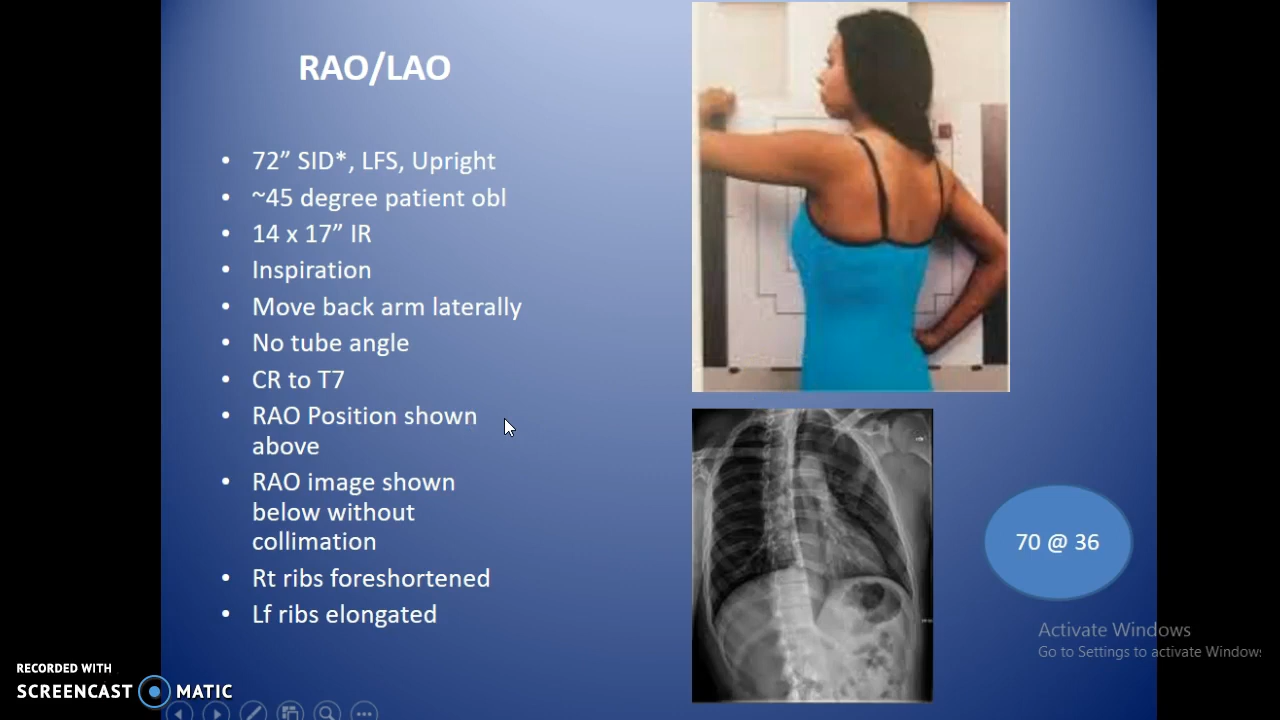 RAO/LAO
• 72” SID*, LFS, Upright
• ~45 degree patient obl
• 14 x 17” IR
• Inspiration
• Move back arm laterally
• No tube angle
• CR to T7
• RAO Position shown
above
• RAO image shown
below without
collimation
• Rt ribs foreshortened
• Lf ribs elongated
70 @ 36
Activate Windows
Go to Settings to activate Windows
RECORDED WITH
SCREENCAST MATIC